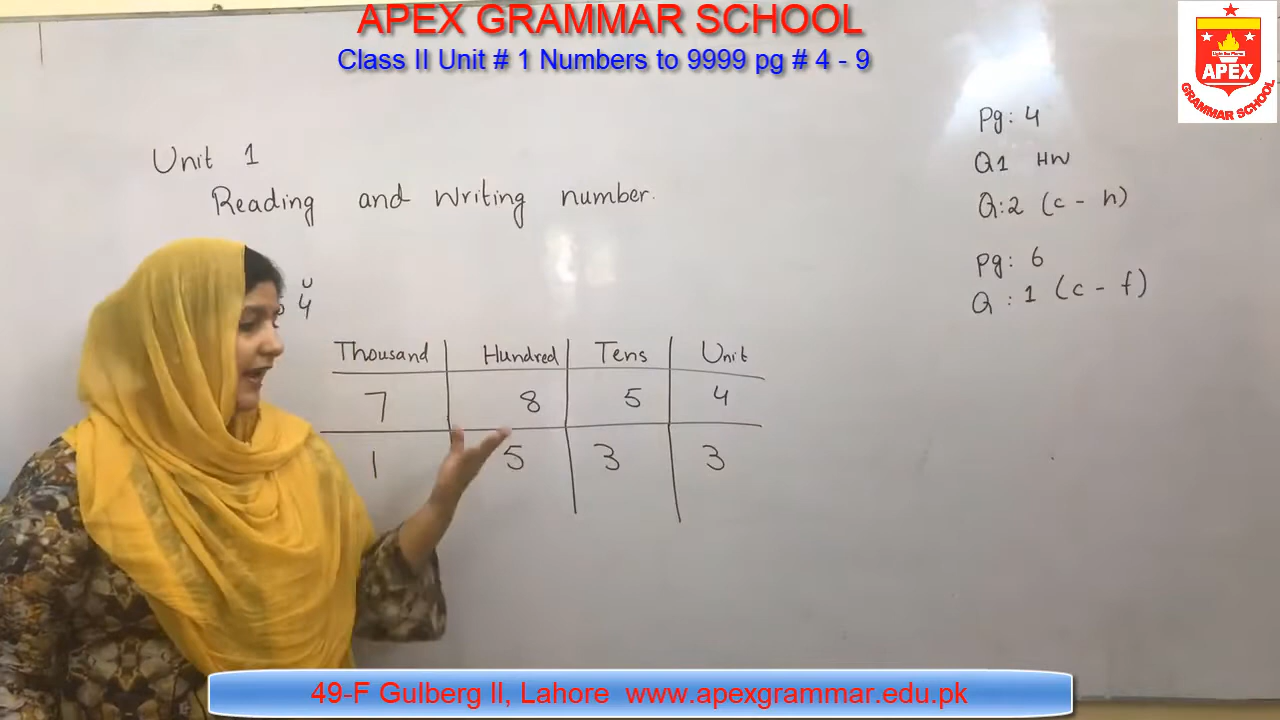 APEX GRAMMAR SCHOOL
Class II Unit # 1 Numbers to 9999 pg # 4 - 9
APEX
GRAMMAR SCHOOL
Unit 1
Reading and Writing number.
U
4
Thousand Hundred Tens Unit
7 8 5 4
1 5 3 3
Pg: 4
Q1 HW
Q:2 (c - h)
pg: 6
Q : 1 (c - f)
49-F Gulberg II, Lahore www.apexgrammar.edu.pk